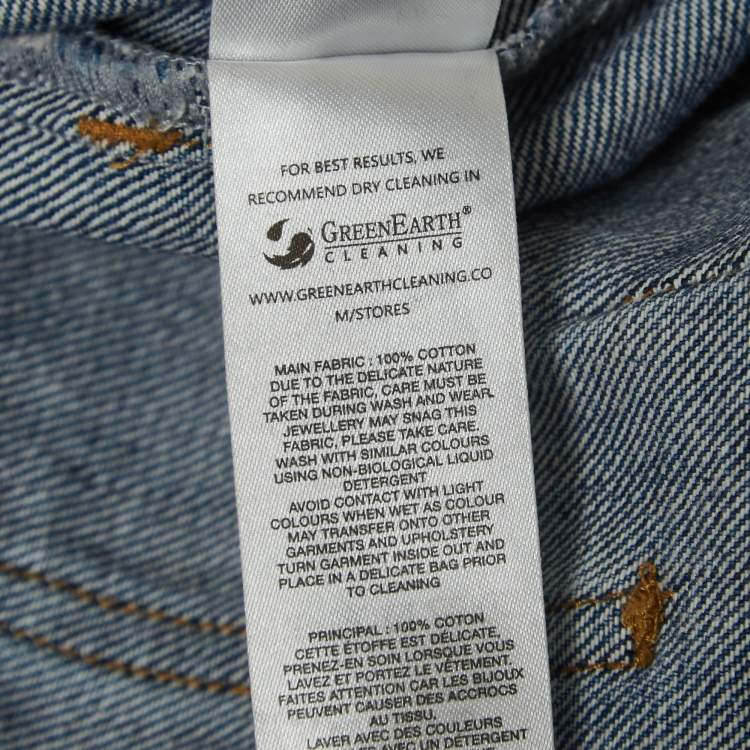 FOR BEST RESULTS, WE
RECOMMEND DRY CLEANING IN
GREENEARTH®
CLEANING
WWW.GREENEARTHCLEANING.CO
M/STORES
MAIN FABRIC : 100% COTTON
DUE TO THE DELICATE NATURE
OF THE FABRIC, CARE MUST BE
TAKEN DURING WASH AND WEAR.
JEWELLERY MAY SNAG THIS
FABRIC, PLEASE TAKE CARE.
WASH WITH SIMILAR COLOURS
USING NON-BIOLOGICAL LIQUID
DETERGENT
AVOID CONTACT WITH LIGHT
COLOURS WHEN WET AS COLOUR
MAY TRANSFER ONTO OTHER
GARMENTS AND UPHOLSTERY
TURN GARMENT INSIDE OUT AND
PLACE IN A DELICATE BAG PRIOR
TO CLEANING
PRINCIPAL : 100% COTON
CETTE ÉTOFFE EST DÉLICATE,
PRENEZ-EN SOIN LORSQUE VOUS
LAVEZ ET PORTEZ LE VÊTEMENT.
FAITES ATTENTION CAR LES BIJOUX
PEUVENT CAUSER DES ACCROCS
AU TISSU.
LAVER AVEC DES COULEURS
AVEC UN DÉTERGENT